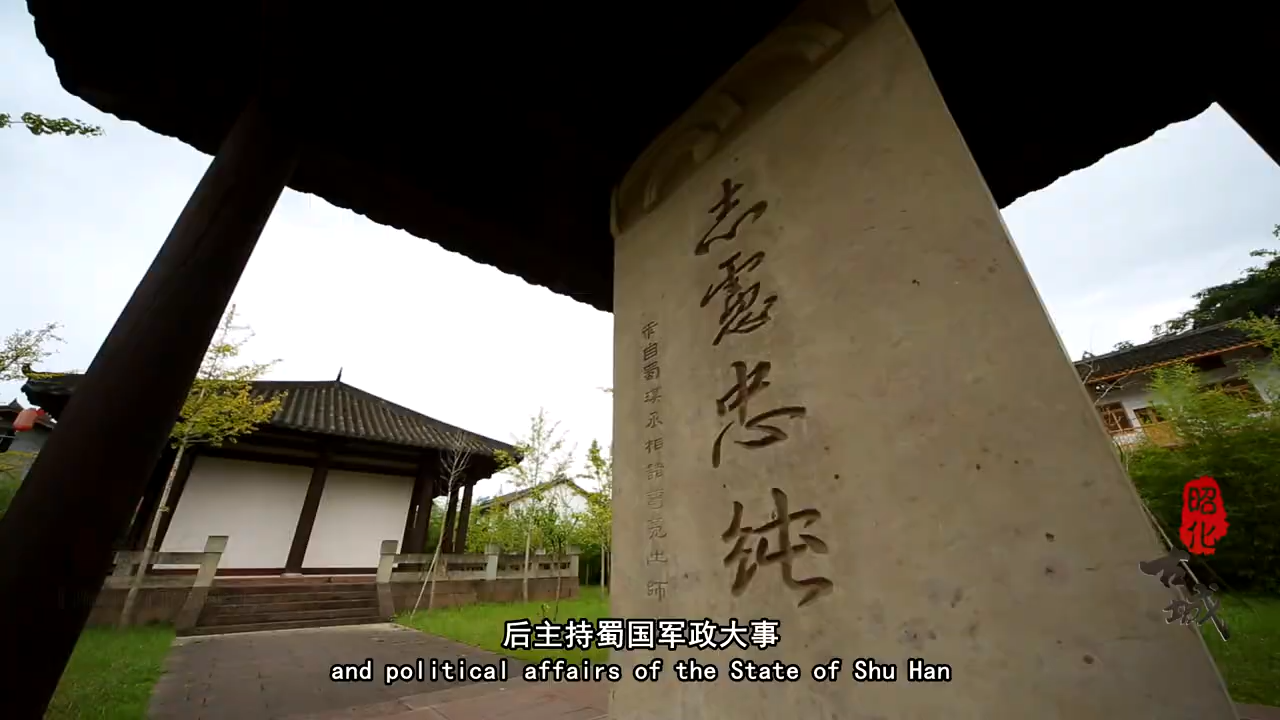 志慮忠純
自蜀漢丞相諸葛亮出師
昭化
古城
后主持蜀国军政大事
and political affairs of the State of Shu Han